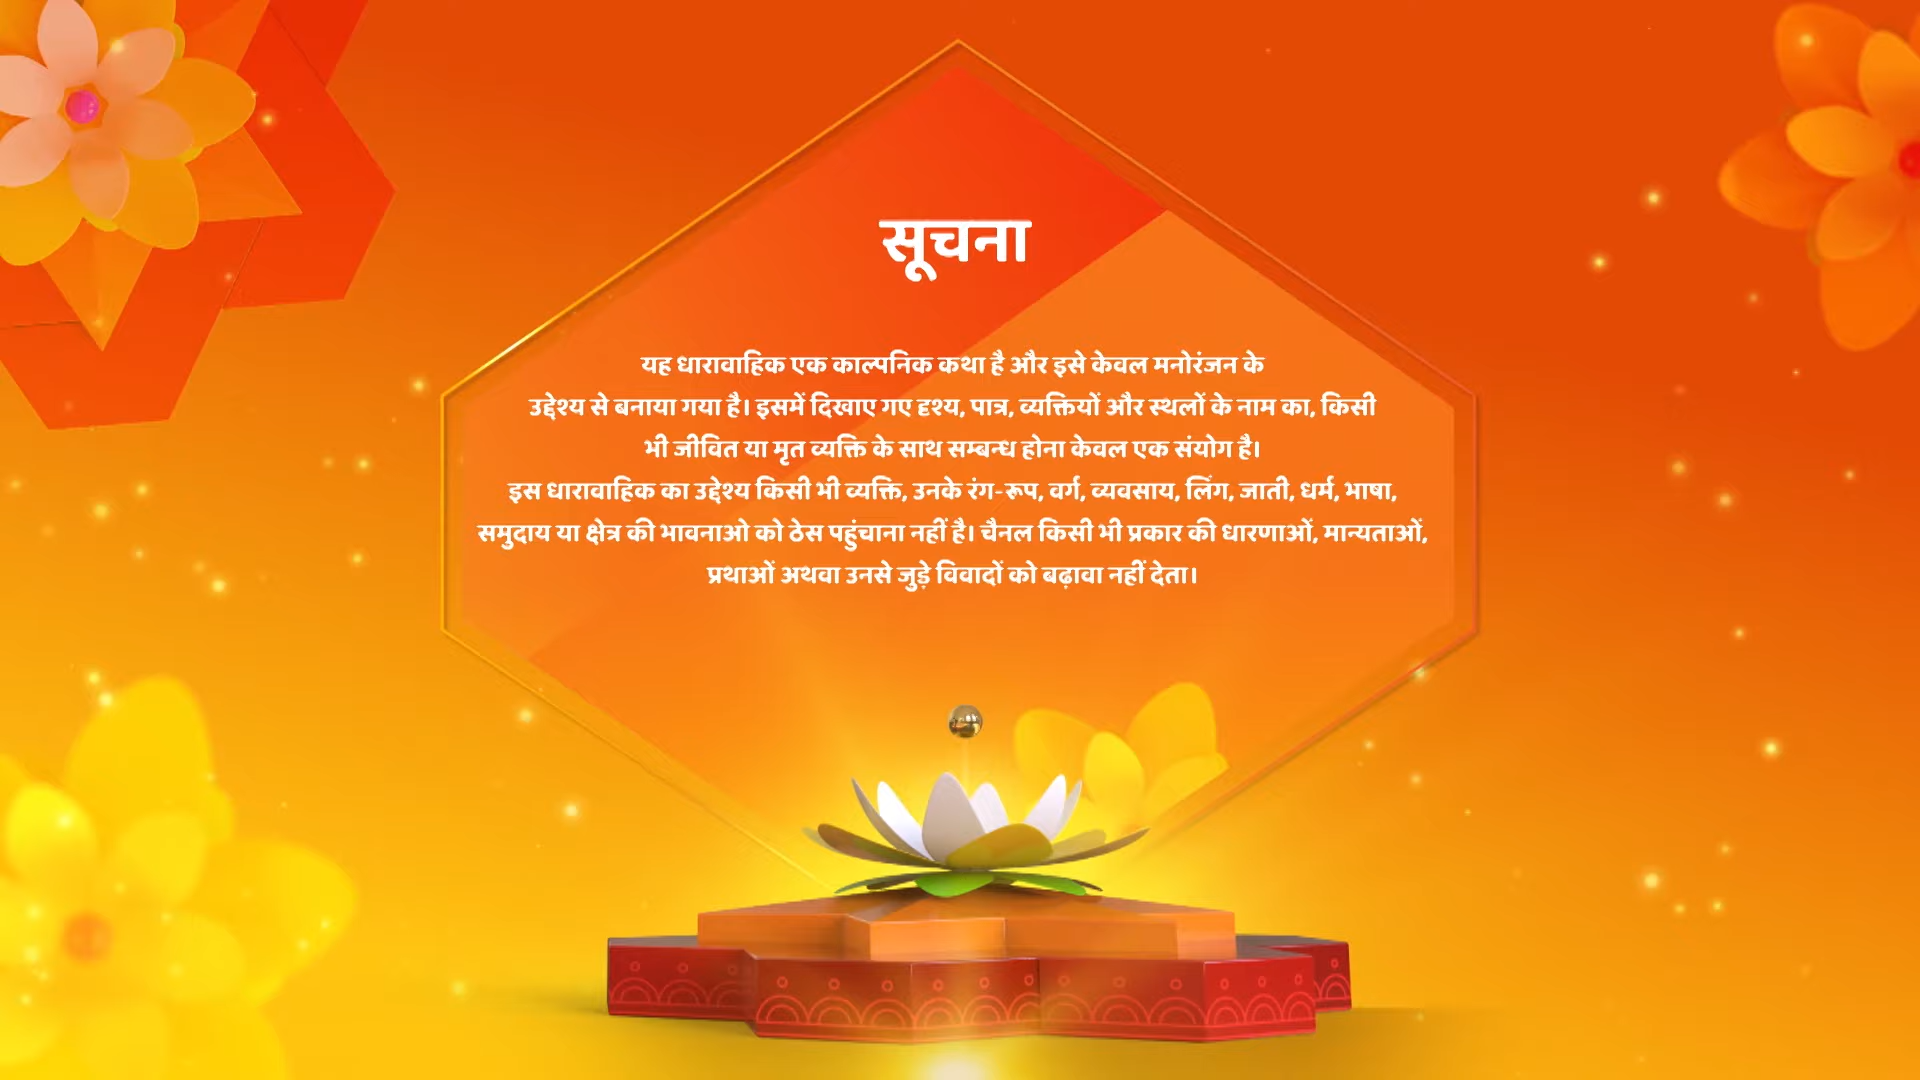 सूचना
यह धारावाहिक एक काल्पनिक कथा है और इसे केवल मनोरंजन के
उद्देश्य से बनाया गया है। इसमें दिखाए गए दृश्य, पात्र, व्यक्तियों और स्थलों के नाम का, किसी
भी जीवित या मृत व्यक्ति के साथ सम्बन्ध होना केवल एक संयोग है।
इस धारावाहिक का उद्देश्य किसी भी व्यक्ति, उनके रंग-रूप, वर्ग, व्यवसाय, लिंग, जाती, धर्म, भाषा,
समुदाय या क्षेत्र की भावनाओ को ठेस पहुंचाना नहीं है। चैनल किसी भी प्रकार की धारणाओं, मान्यताओं,
प्रथाओं अथवा उनसे जुड़े विवादों को बढ़ावा नहीं देता।